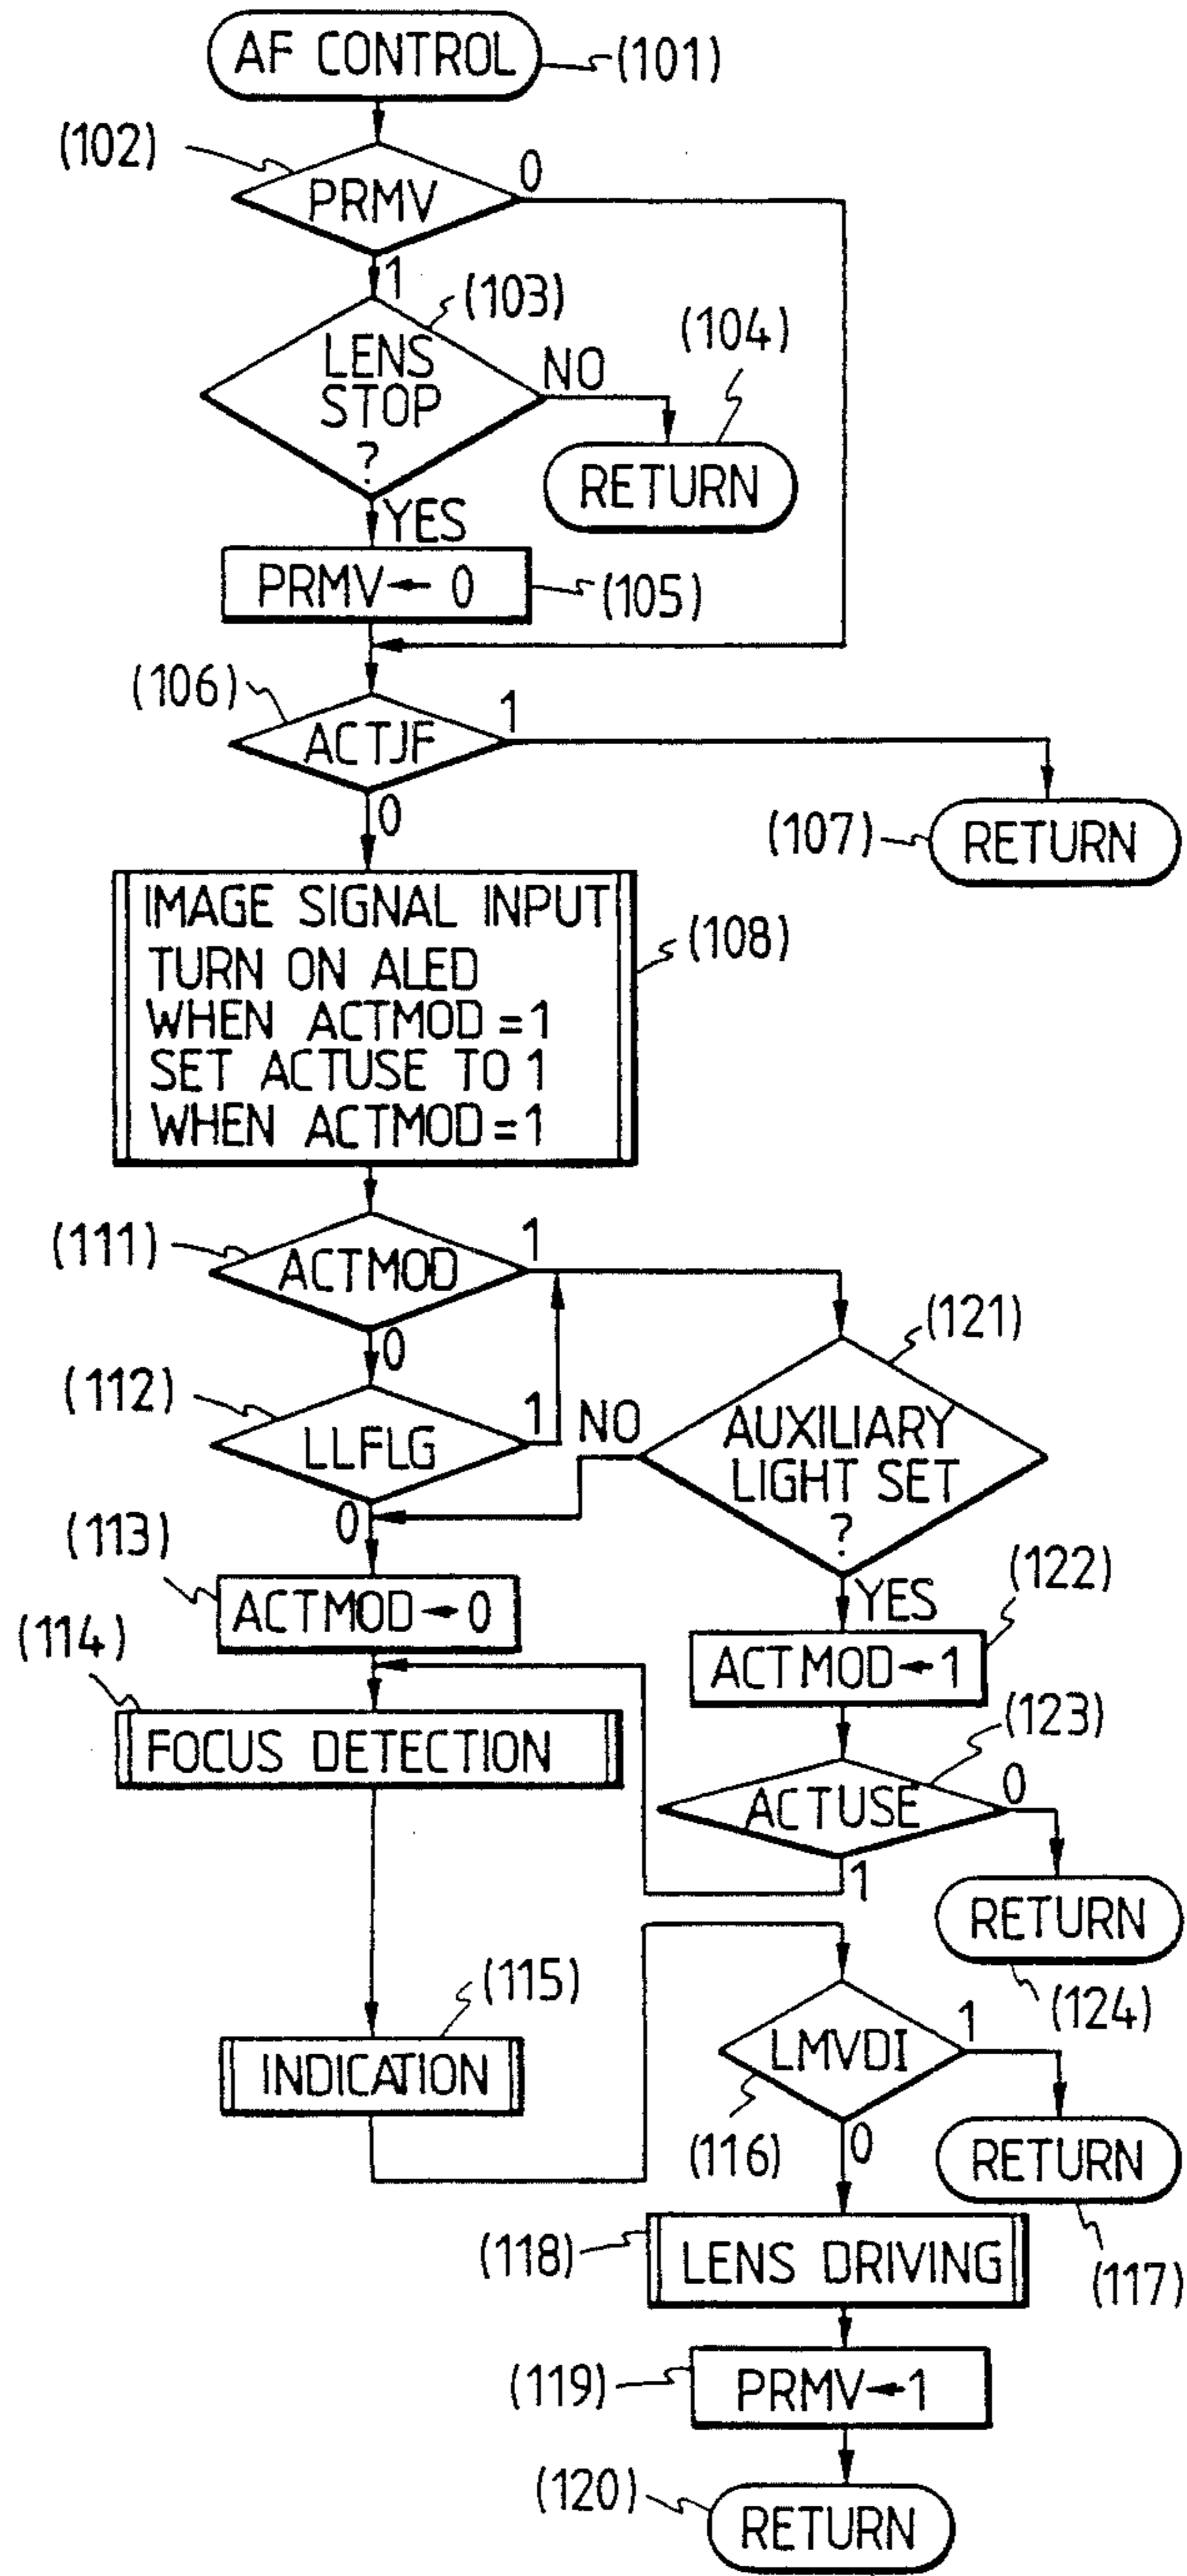 AF CONTROL
(101)
(102)
PRMV
0
1
(103)
LENS
STOP
?
NO
(104)
RETURN
YES
PRMV ← 0
(105)
(106)
ACTJF
1
0
(107)
RETURN
IMAGE SIGNAL INPUT
TURN ON ALED
WHEN ACTMOD = 1
SET ACTUSE TO 1
WHEN ACTMOD = 1
(108)
(111)
ACTMOD
1
0
(112)
LLFLG
1
0
(121)
NO
AUXILIARY
LIGHT SET
?
YES
(113)
ACTMOD ← 0
(122)
ACTMOD ← 1
(114)
FOCUS DETECTION
(123)
ACTUSE
0
1
RETURN
(124)
(115)
INDICATION
LMVDI
1
(116)
0
RETURN
(117)
(118)
LENS DRIVING
(119)
PRMV ← 1
(120)
RETURN